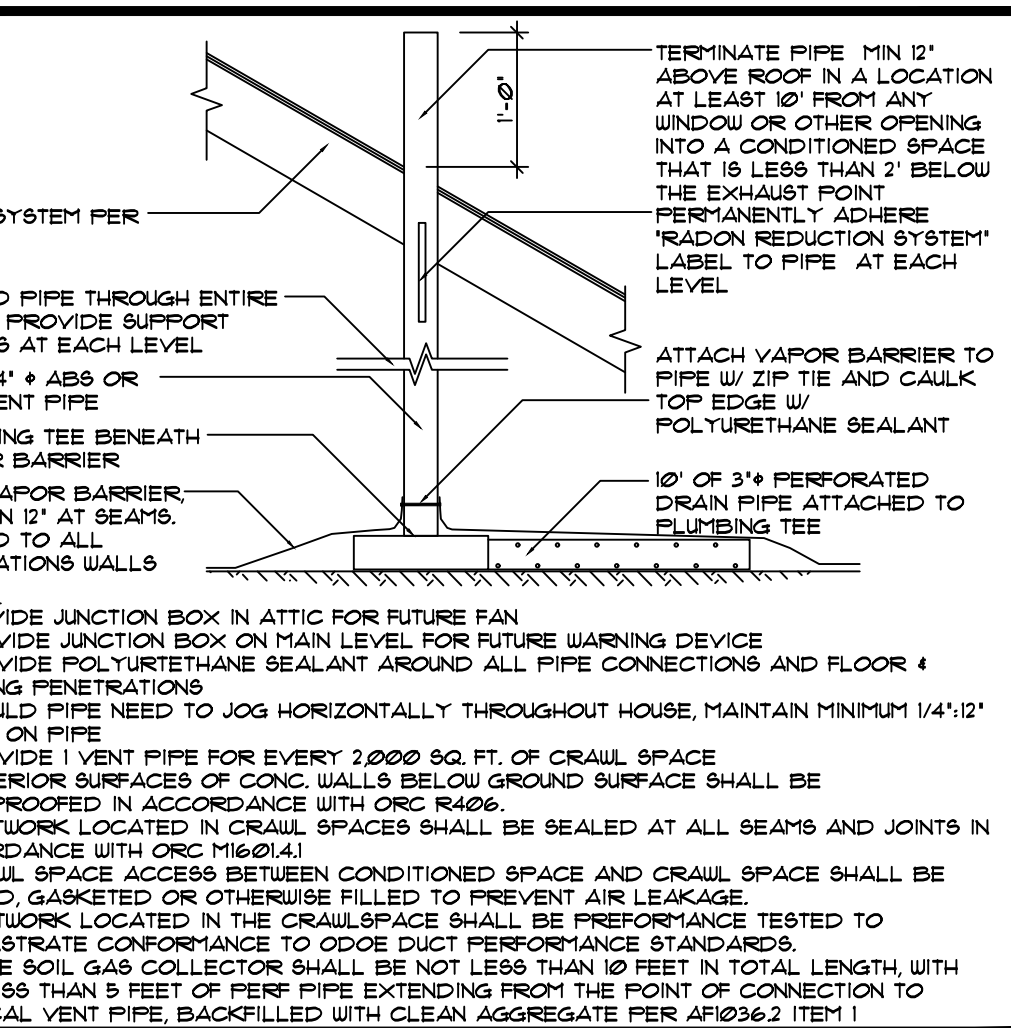 TERMINATE PIPE MIN 12"
ABOVE ROOF IN A LOCATION
AT LEAST 10' FROM ANY
WINDOW OR OTHER OPENING
INTO A CONDITIONED SPACE
THAT IS LESS THAN 2' BELOW
THE EXHAUST POINT
PERMANENTLY ADHERE
"RADON REDUCTION SYSTEM"
LABEL TO PIPE AT EACH
LEVEL
ATTACH VAPOR BARRIER TO
PIPE W/ ZIP TIE AND CAULK
TOP EDGE W/
POLYURETHANE SEALANT
10' OF 3"ϕ PERFORATED
DRAIN PIPE ATTACHED TO
PLUMBING TEE
1'-0"
SYSTEM PER
PIPE THROUGH ENTIRE
PROVIDE SUPPORT
AT EACH LEVEL
4" ϕ ABS OR
ENT PIPE
ING TEE BENEATH
R BARRIER
APOR BARRIER,
N 12" AT SEAMS.
D TO ALL
ATIONS WALLS
VIDE JUNCTION BOX IN ATTIC FOR FUTURE FAN
VIDE JUNCTION BOX ON MAIN LEVEL FOR FUTURE WARNING DEVICE
VIDE POLYURTETHANE SEALANT AROUND ALL PIPE CONNECTIONS AND FLOOR &
NG PENETRATIONS
ULD PIPE NEED TO JOG HORIZONTALLY THROUGHOUT HOUSE, MAINTAIN MINIMUM 1/4":12"
ON PIPE
VIDE 1 VENT PIPE FOR EVERY 2,000 SQ. FT. OF CRAWL SPACE
ERIOR SURFACES OF CONC. WALLS BELOW GROUND SURFACE SHALL BE
PROOFED IN ACCORDANCE WITH ORC R406.
TWORK LOCATED IN CRAWL SPACES SHALL BE SEALED AT ALL SEAMS AND JOINTS IN
RDANCE WITH ORC M1601.4.1
WL SPACE ACCESS BETWEEN CONDITIONED SPACE AND CRAWL SPACE SHALL BE
D, GASKETED OR OTHERWISE FILLED TO PREVENT AIR LEAKAGE.
TWORK LOCATED IN THE CRAWLSPACE SHALL BE PREFORMANCE TESTED TO
STRATE CONFORMANCE TO ODOE DUCT PERFORMANCE STANDARDS.
E SOIL GAS COLLECTOR SHALL BE NOT LESS THAN 10 FEET IN TOTAL LENGTH, WITH
SS THAN 5 FEET OF PERF PIPE EXTENDING FROM THE POINT OF CONNECTION TO
CAL VENT PIPE, BACKFILLED WITH CLEAN AGGREGATE PER AF1036.2 ITEM 1